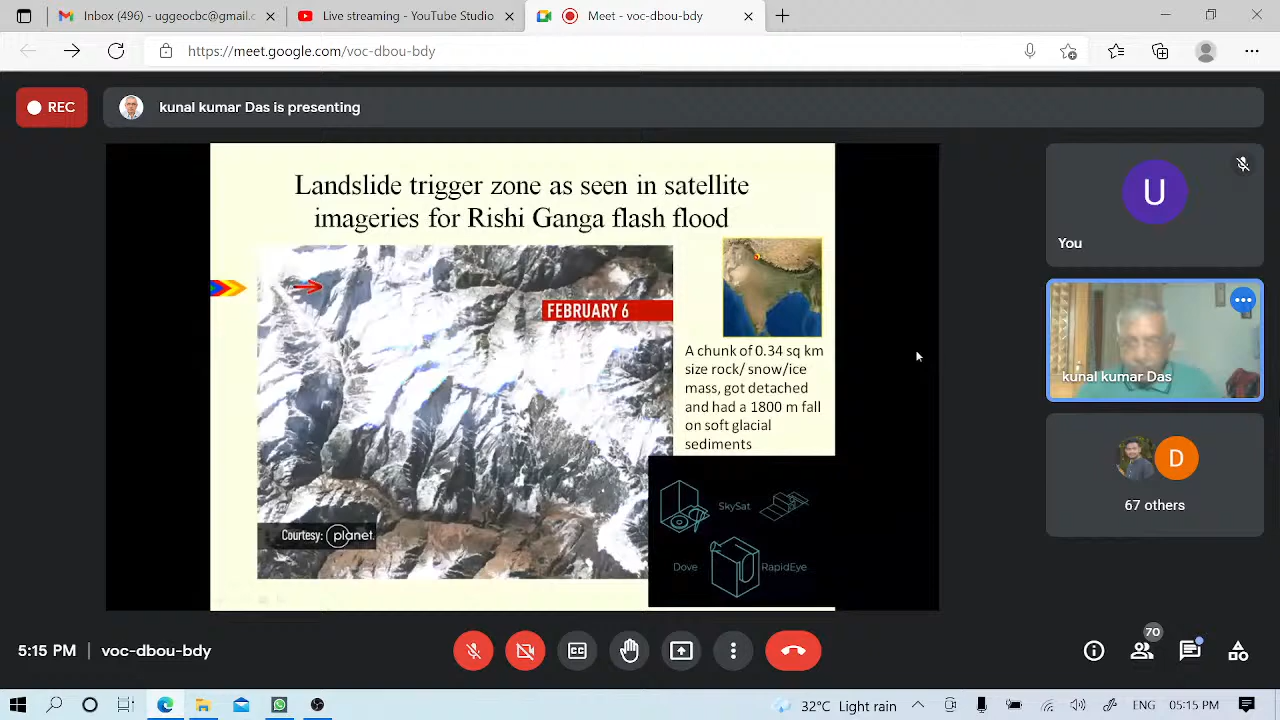 Inbox (496) - uggeocbc@gmail.c
Live streaming - YouTube Studio
Meet - voc-dbou-bdy
https://meet.google.com/voc-dbou-bdy
REC
kunal kumar Das is presenting
Landslide trigger zone as seen in satellite
imageries for Rishi Ganga flash flood
FEBRUARY 6
A chunk of 0.34 sq km
size rock/ snow/ice
mass, got detached
and had a 1800 m fall
on soft glacial
sediments
Courtesy: planet.
SkySat
Dove
RapidEye
U
You
kunal kumar Das
D
67 others
5:15 PM
voc-dbou-bdy
70
32°C Light rain
ENG
05:15 PM